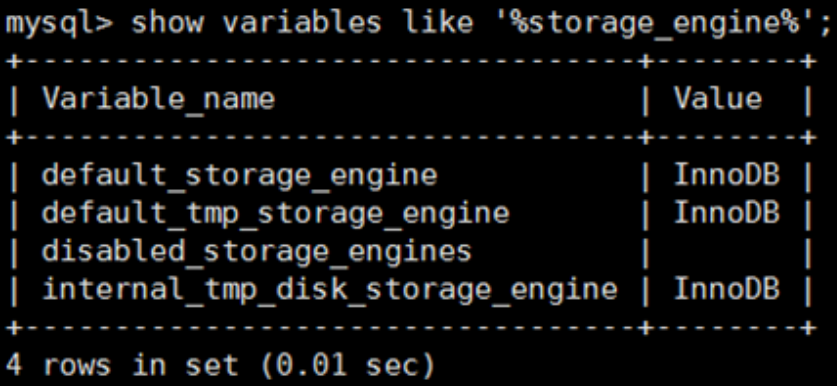 mysql> show variables like '%storage_engine%';
+----------------------------------+--------+
| Variable_name                    | Value  |
+----------------------------------+--------+
| default_storage_engine           | InnoDB |
| default_tmp_storage_engine       | InnoDB |
| disabled_storage_engines         |        |
| internal_tmp_disk_storage_engine | InnoDB |
+----------------------------------+--------+
4 rows in set (0.01 sec)